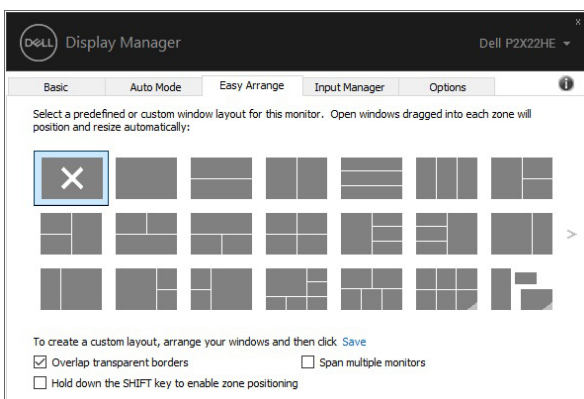 x
DELL Display Manager Dell P2X22HE
Basic Auto Mode Easy Arrange Input Manager Options i
Select a predefined or custom window layout for this monitor. Open windows dragged into each zone will
position and resize automatically:
>
To create a custom layout, arrange your windows and then click Save
Overlap transparent borders Span multiple monitors
Hold down the SHIFT key to enable zone positioning